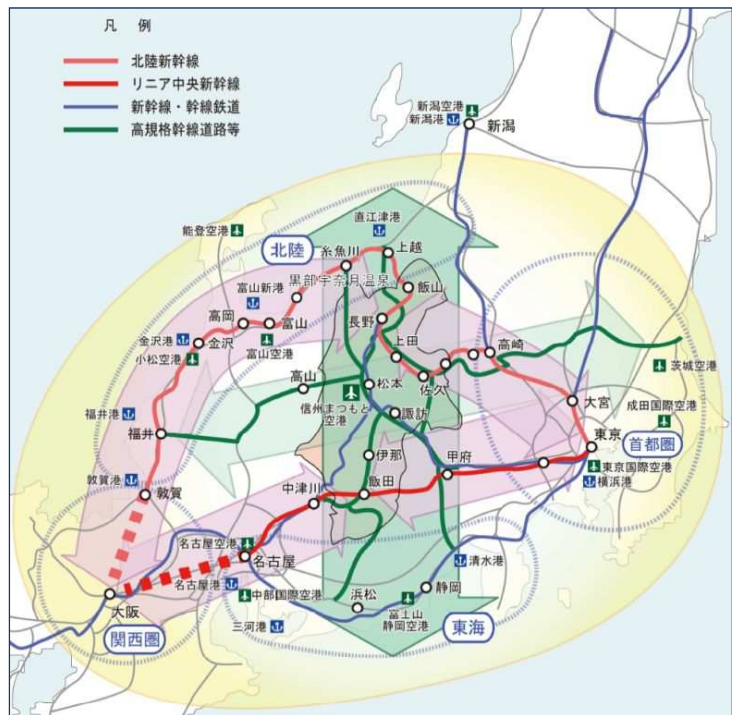 凡 例
北陸新幹線
リニア中央新幹線
新幹線・幹線鉄道
高規格幹線道路等
新潟空港
新潟港
新潟
能登空港
直江津港
北陸
糸魚川
上越
黒部宇奈月温泉
飯山
富山新港
高岡
富山
長野
金沢港
金沢
小松空港
富山空港
上田
高崎
高山
松本
佐久
茨城空港
信州まつもと
空港
諏訪
大宮
成田国際空港
福井港
福井
首都圏
東京
伊那
甲府
東京国際空港
横浜港
敦賀港
敦賀
中津川
飯田
名古屋空港
名古屋
清水港
名古屋港
中部国際空港
浜松
静岡
富士山
静岡空港
大阪
三河港
関西圏
東海